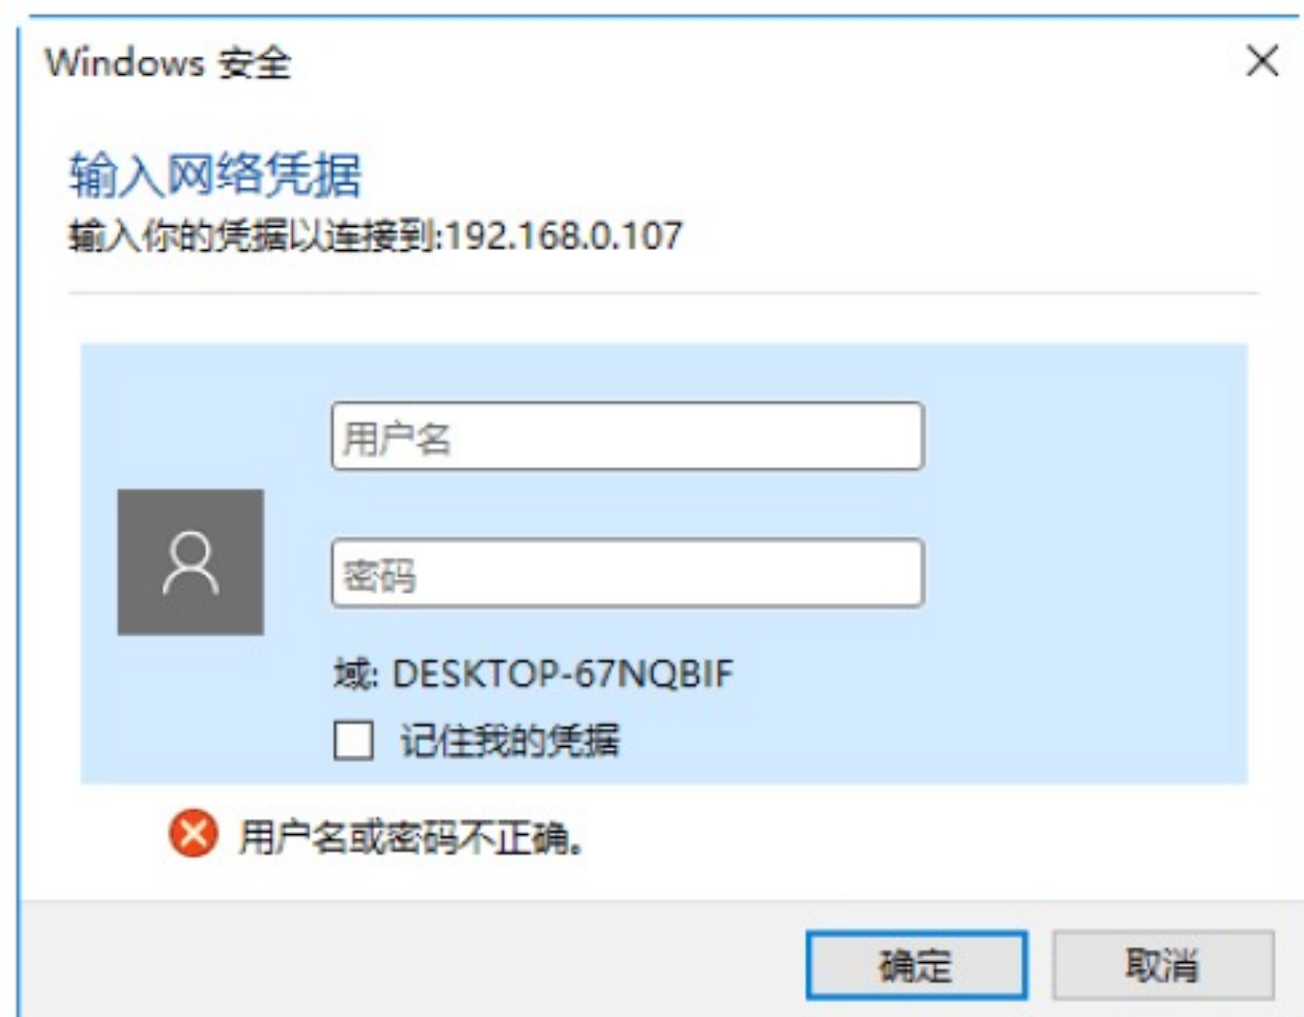 Windows 安全
输入网络凭据
输入你的凭据以连接到:192.168.0.107
用户名
密码
域: DESKTOP-67NQBIF
记住我的凭据
用户名或密码不正确。
确定
取消